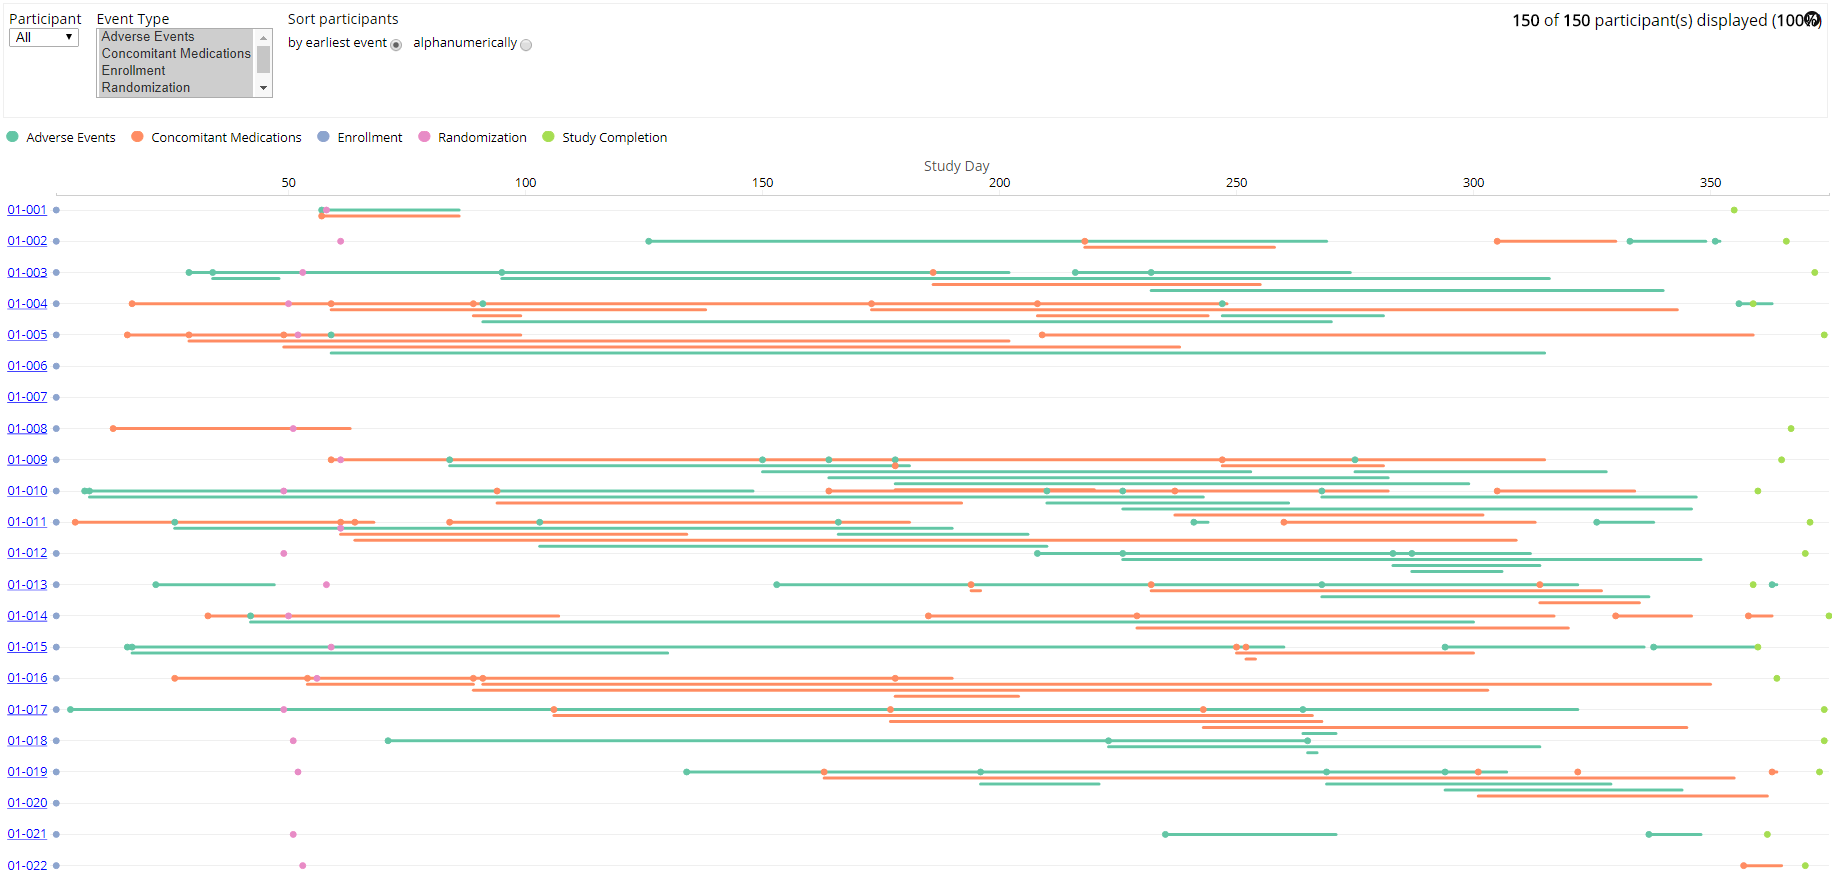 Participant Event Type Sort participants 150 of 150 participant(s) displayed (100%)
All Adverse Events by earliest event alphanumerically
Concomitant Medications
Enrollment
Randomization
Adverse Events Concomitant Medications Enrollment Randomization Study Completion
Study Day
50 100 150 200 250 300 350
01-001
01-002
01-003
01-004
01-005
01-006
01-007
01-008
01-009
01-010
01-011
01-012
01-013
01-014
01-015
01-016
01-017
01-018
01-019
01-020
01-021
01-022